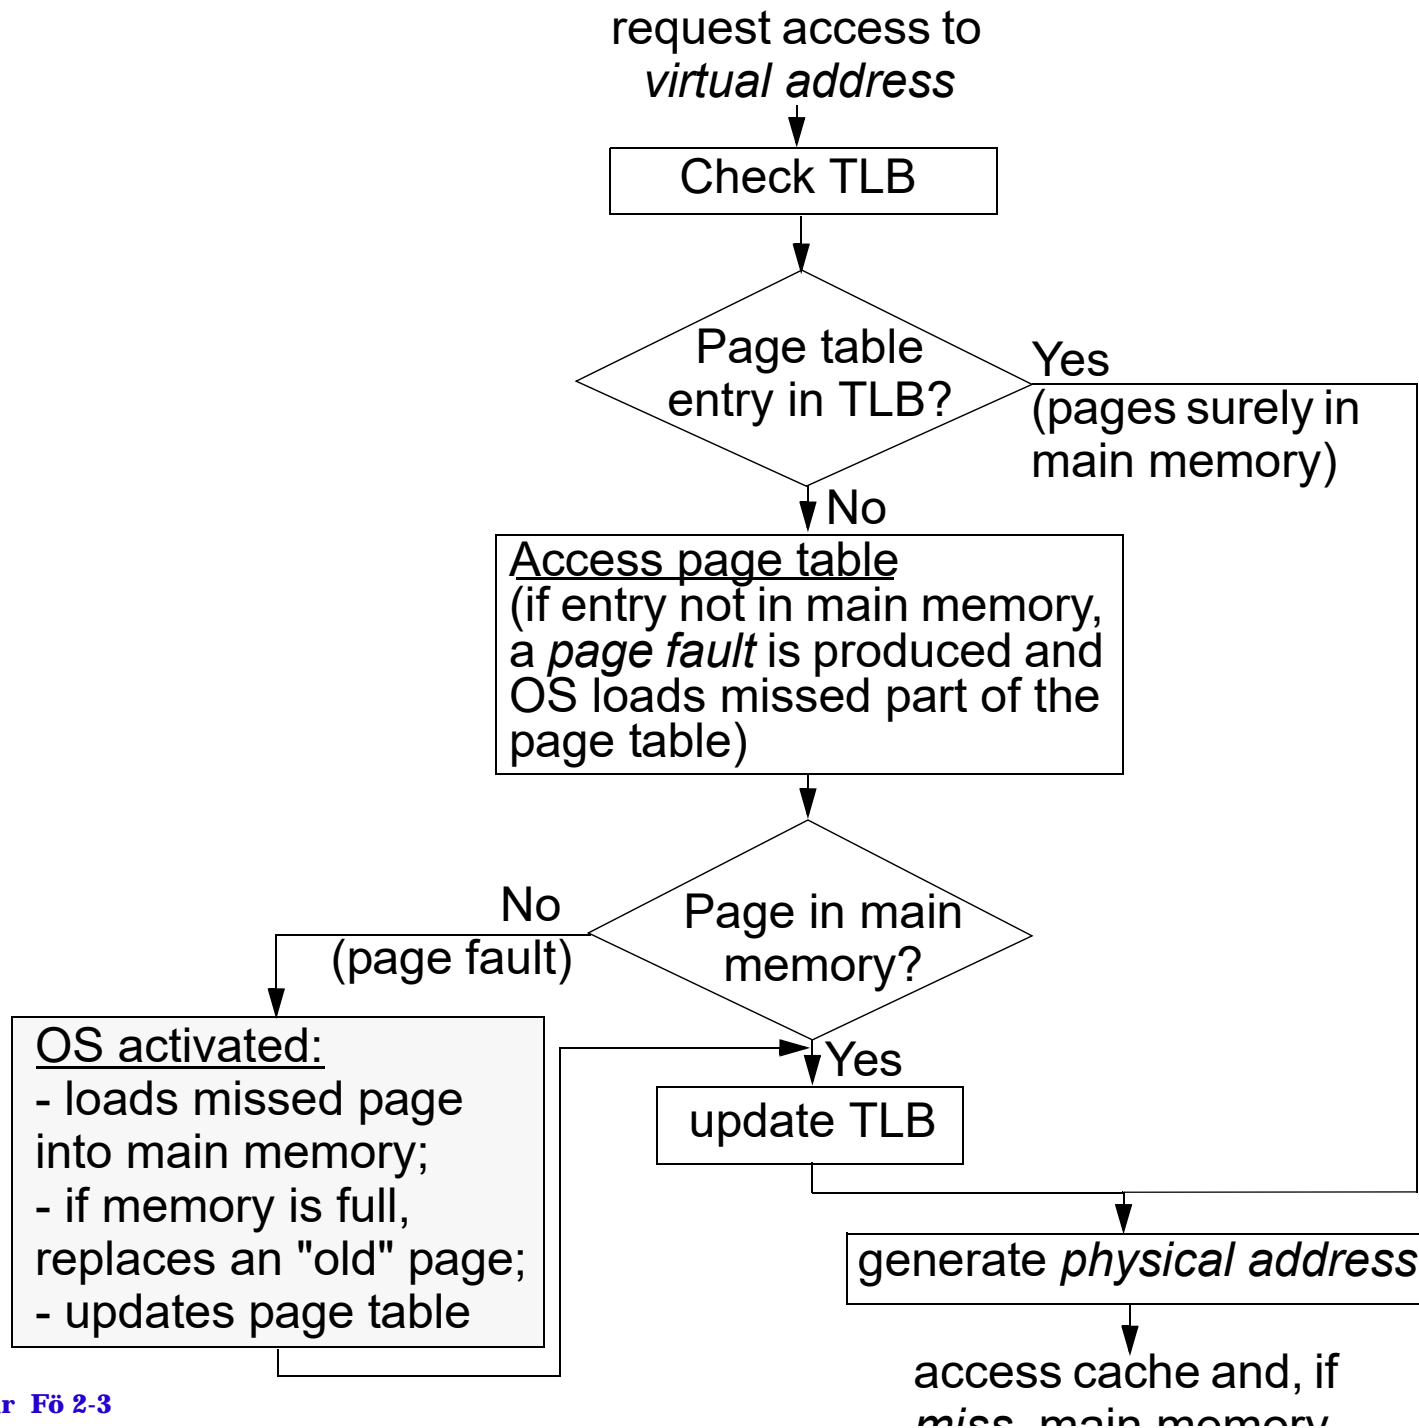 request access to
virtual address
Check TLB
Page table
entry in TLB?
Yes
(pages surely in
main memory)
No
Access page table
(if entry not in main memory,
a page fault is produced and
OS loads missed part of the
page table)
Page in main
memory?
No
(page fault)
OS activated:
- loads missed page
into main memory;
- if memory is full,
replaces an "old" page;
- updates page table
Yes
update TLB
generate physical address
access cache and, if
miss, main memory
Fö 2-3